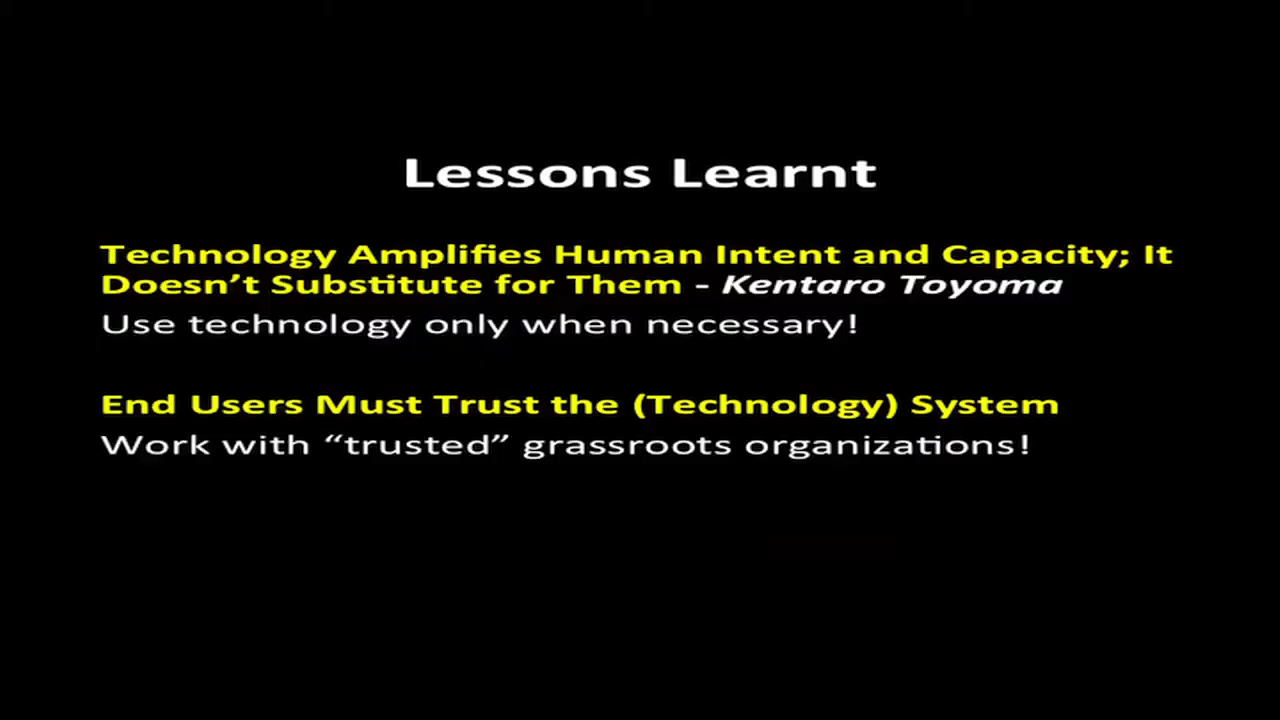 Lessons Learnt
Technology Amplifies Human Intent and Capacity; It
Doesn’t Substitute for Them - Kentaro Toyoma
Use technology only when necessary!
End Users Must Trust the (Technology) System
Work with “trusted” grassroots organizations!